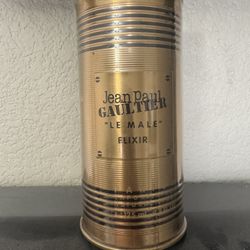 Jean Paul
GAULTIER
"LE MALE"
ELIXIR